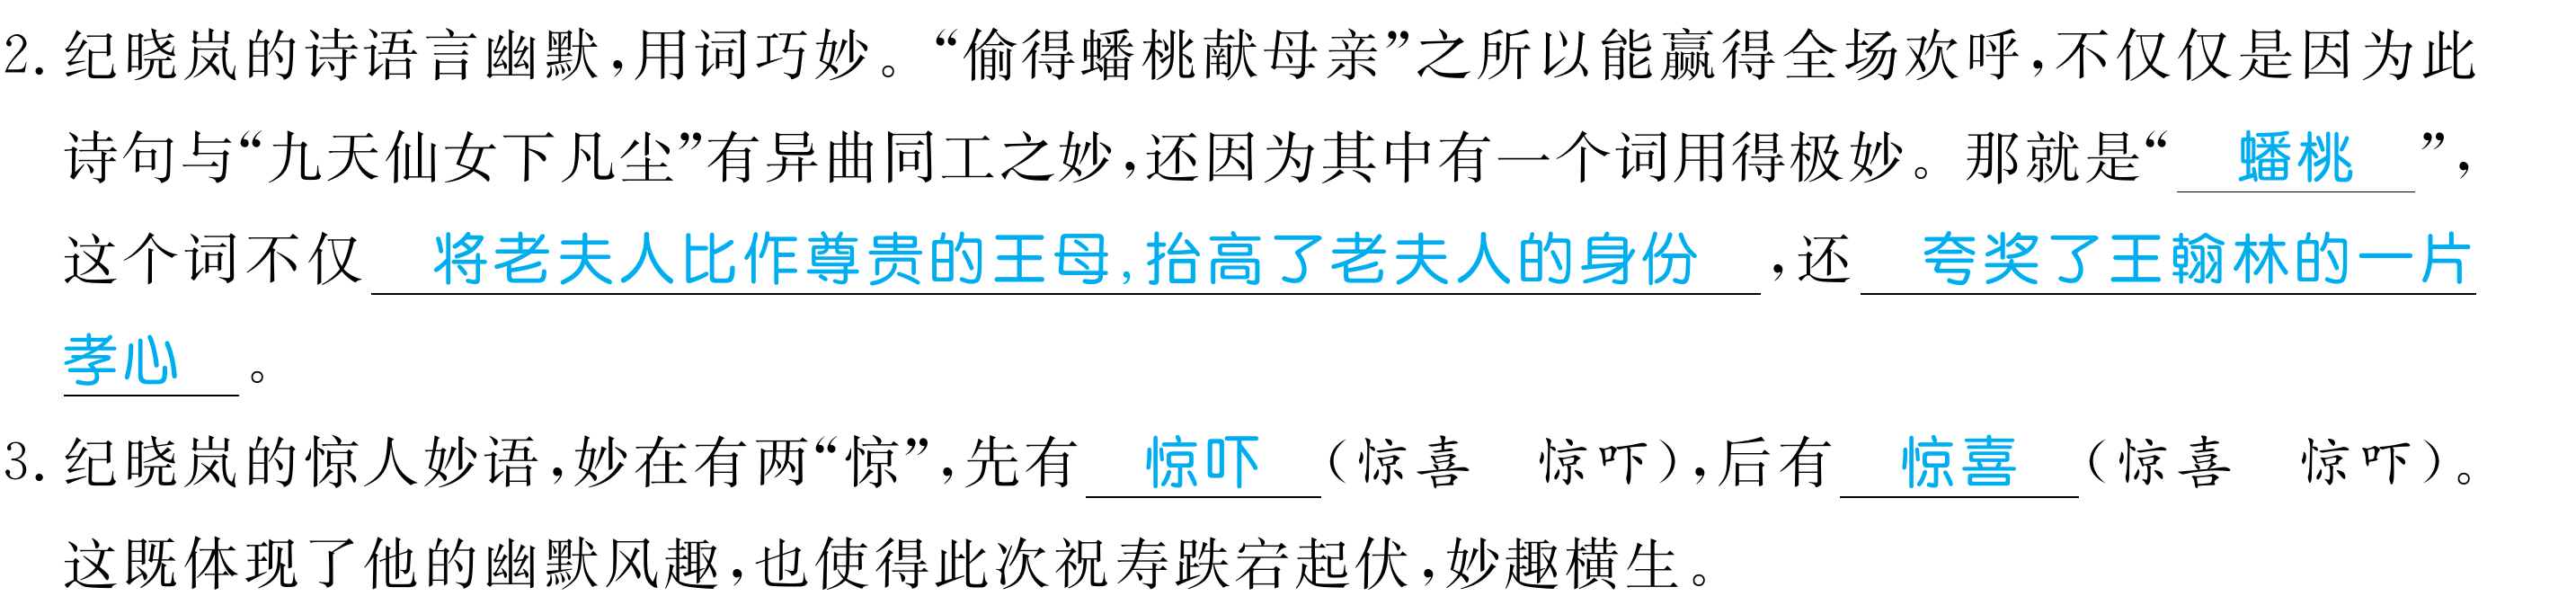 2. 纪晓岚的诗语言幽默,用词巧妙。“偷得蟠桃献母亲”之所以能赢得全场欢呼,不仅仅是因为此
诗句与“九天仙女下凡尘”有异曲同工之妙,还因为其中有一个词用得极妙。那就是“ 蟠桃 ”,
这个词不仅 将老夫人比作尊贵的王母,抬高了老夫人的身份 ,还 夸奖了王翰林的一片
孝心 。
3. 纪晓岚的惊人妙语,妙在有两“惊”,先有 惊吓 (惊喜 惊吓),后有 惊喜 (惊喜 惊吓)。
这既体现了他的幽默风趣,也使得此次祝寿跌宕起伏,妙趣横生。